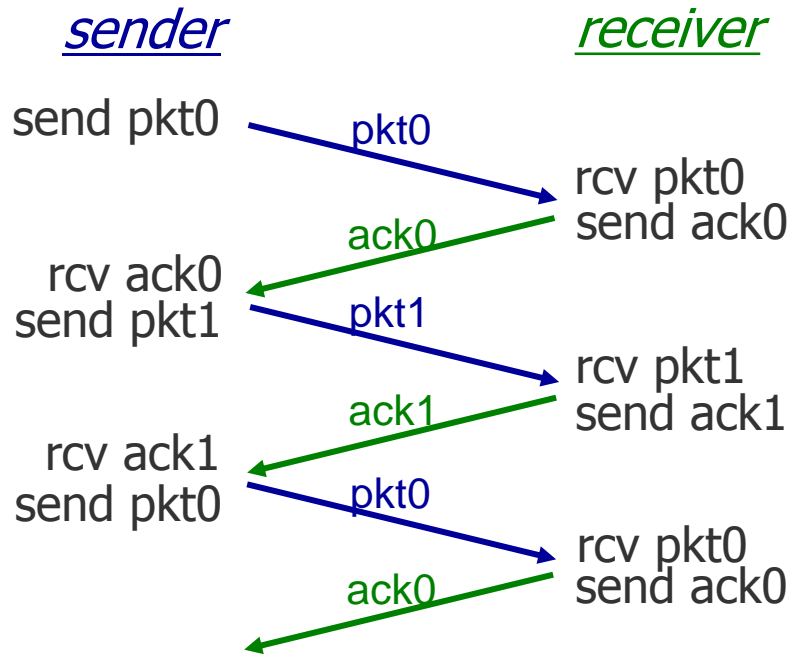 sender
receiver
send pkt0
pkt0
rcv pkt0
send ack0
ack0
rcv ack0
send pkt1
pkt1
rcv pkt1
send ack1
ack1
rcv ack1
send pkt0
pkt0
rcv pkt0
send ack0
ack0